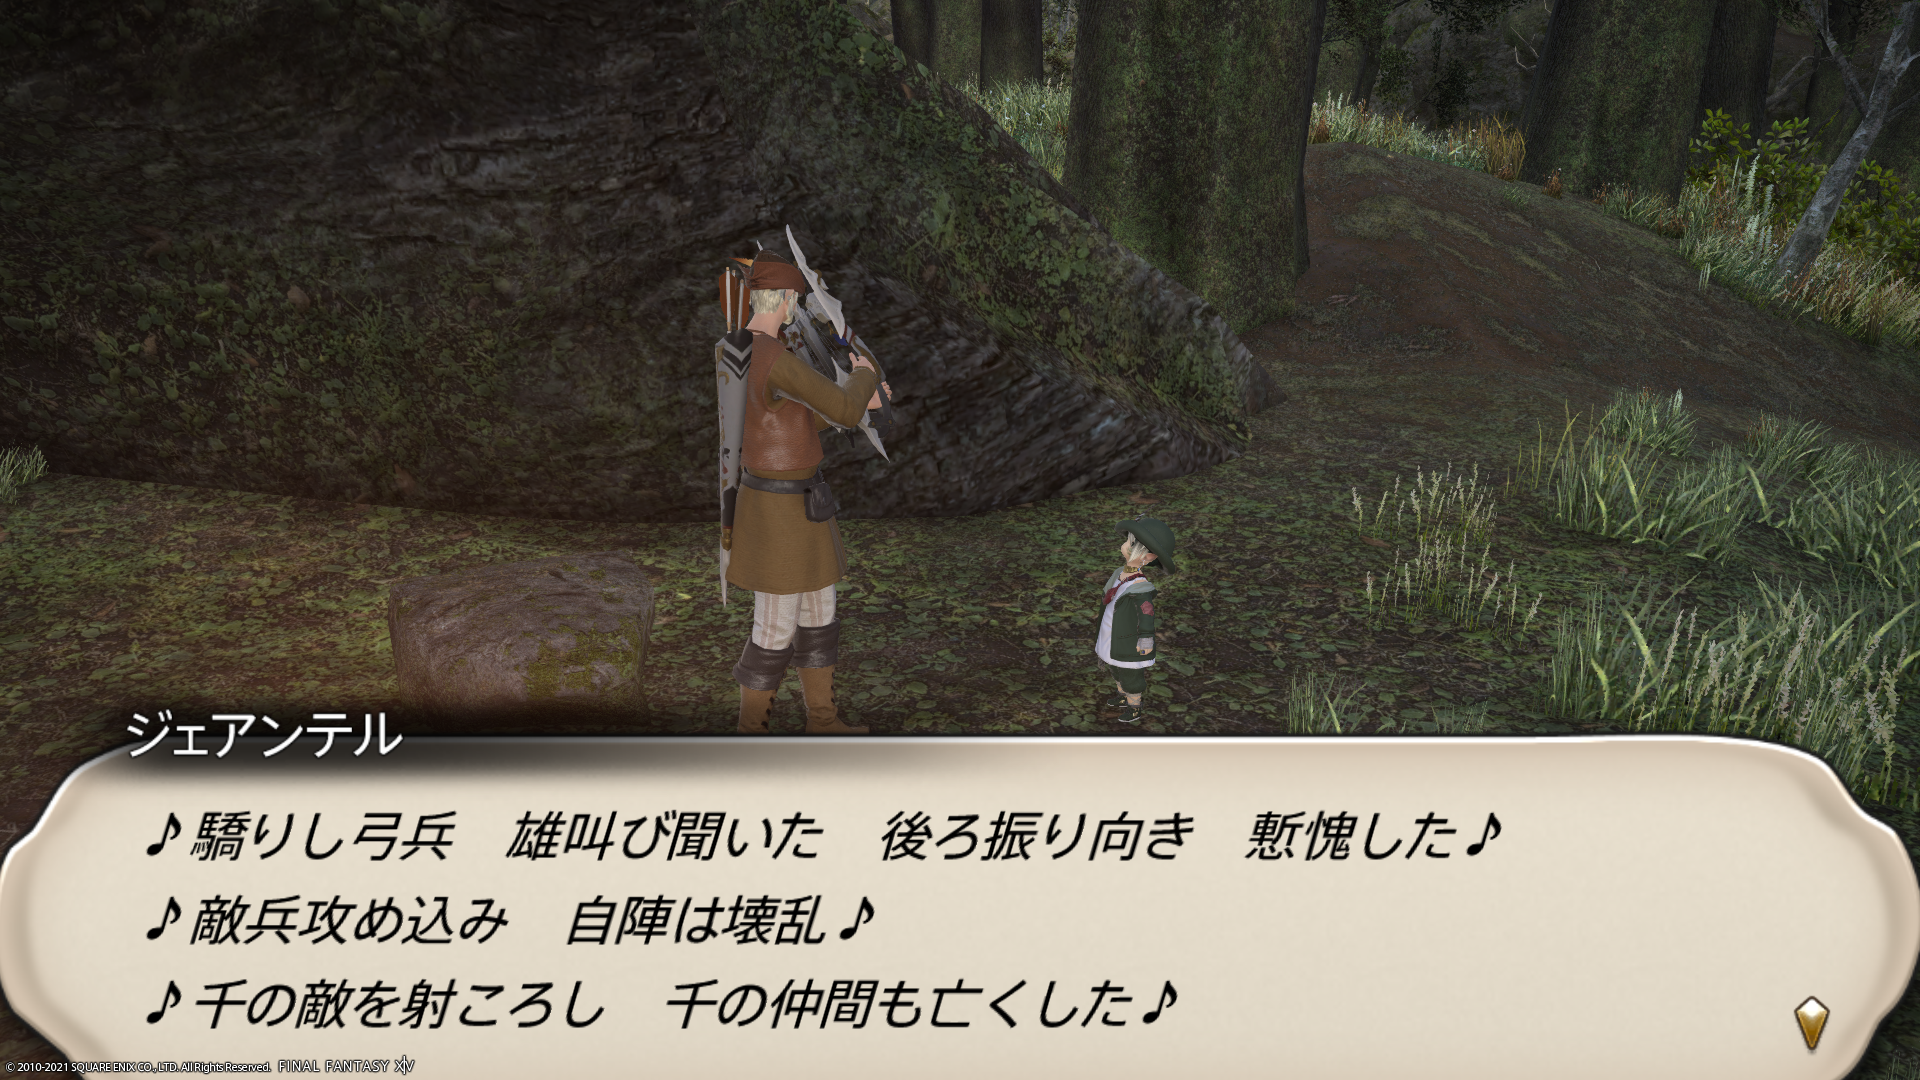 ジェアンテル
♪驕りし弓兵　雄叫び聞いた　後ろ振り向き　慙愧した♪
♪敵兵攻め込み　自陣は壊乱♪
♪千の敵を射ころし　千の仲間も亡くした♪
© 2010-2021 SQUARE ENIX CO., LTD. All Rights Reserved. FINAL FANTASY XIV